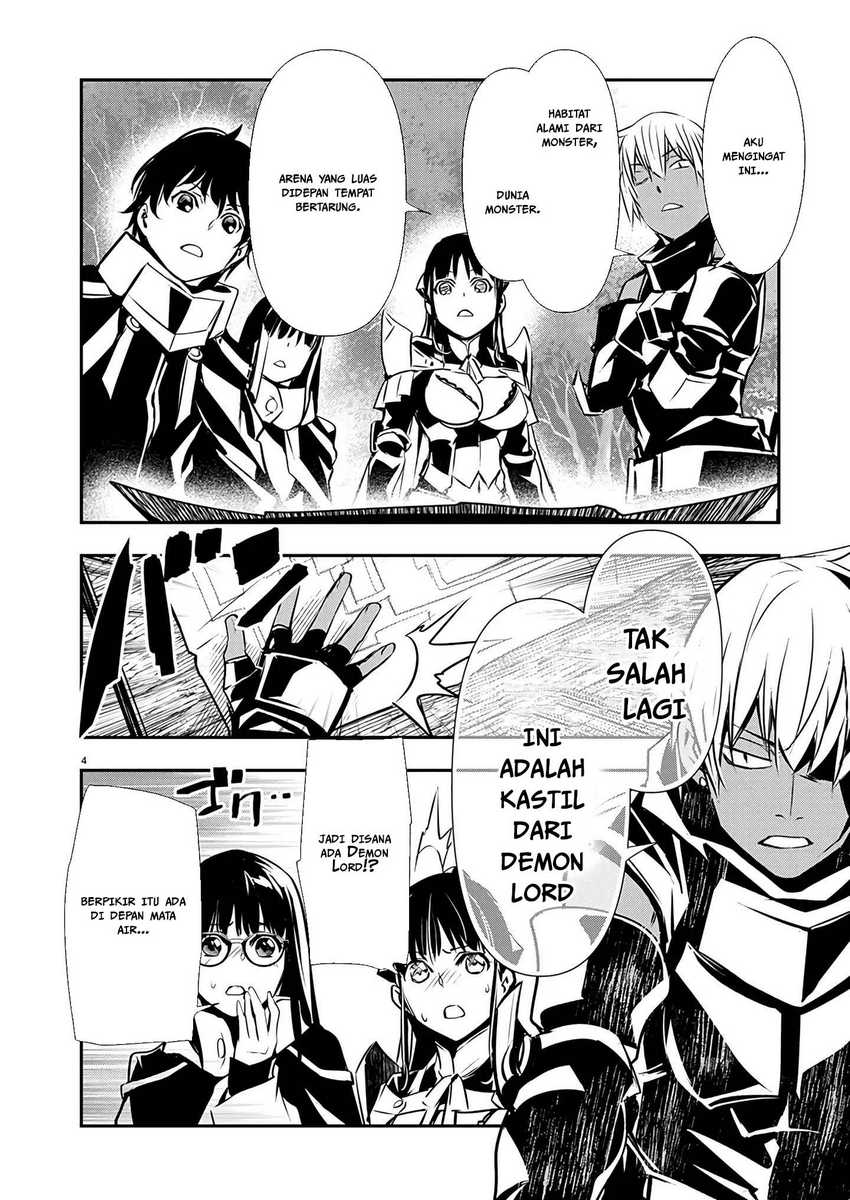 AKU
MENGINGAT
INI...
HABITAT
ALAMI DARI
MONSTER,
DUNIA
MONSTER.
ARENA YANG LUAS
DIDEPAN TEMPAT
BERTARUNG.
TAK
SALAH
LAGI
INI
ADALAH
KASTIL
DARI
DEMON
LORD
JADI DISANA
ADA DEMON
LORD!?
BERPIKIR ITU ADA
DI DEPAN MATA
AIR...
4